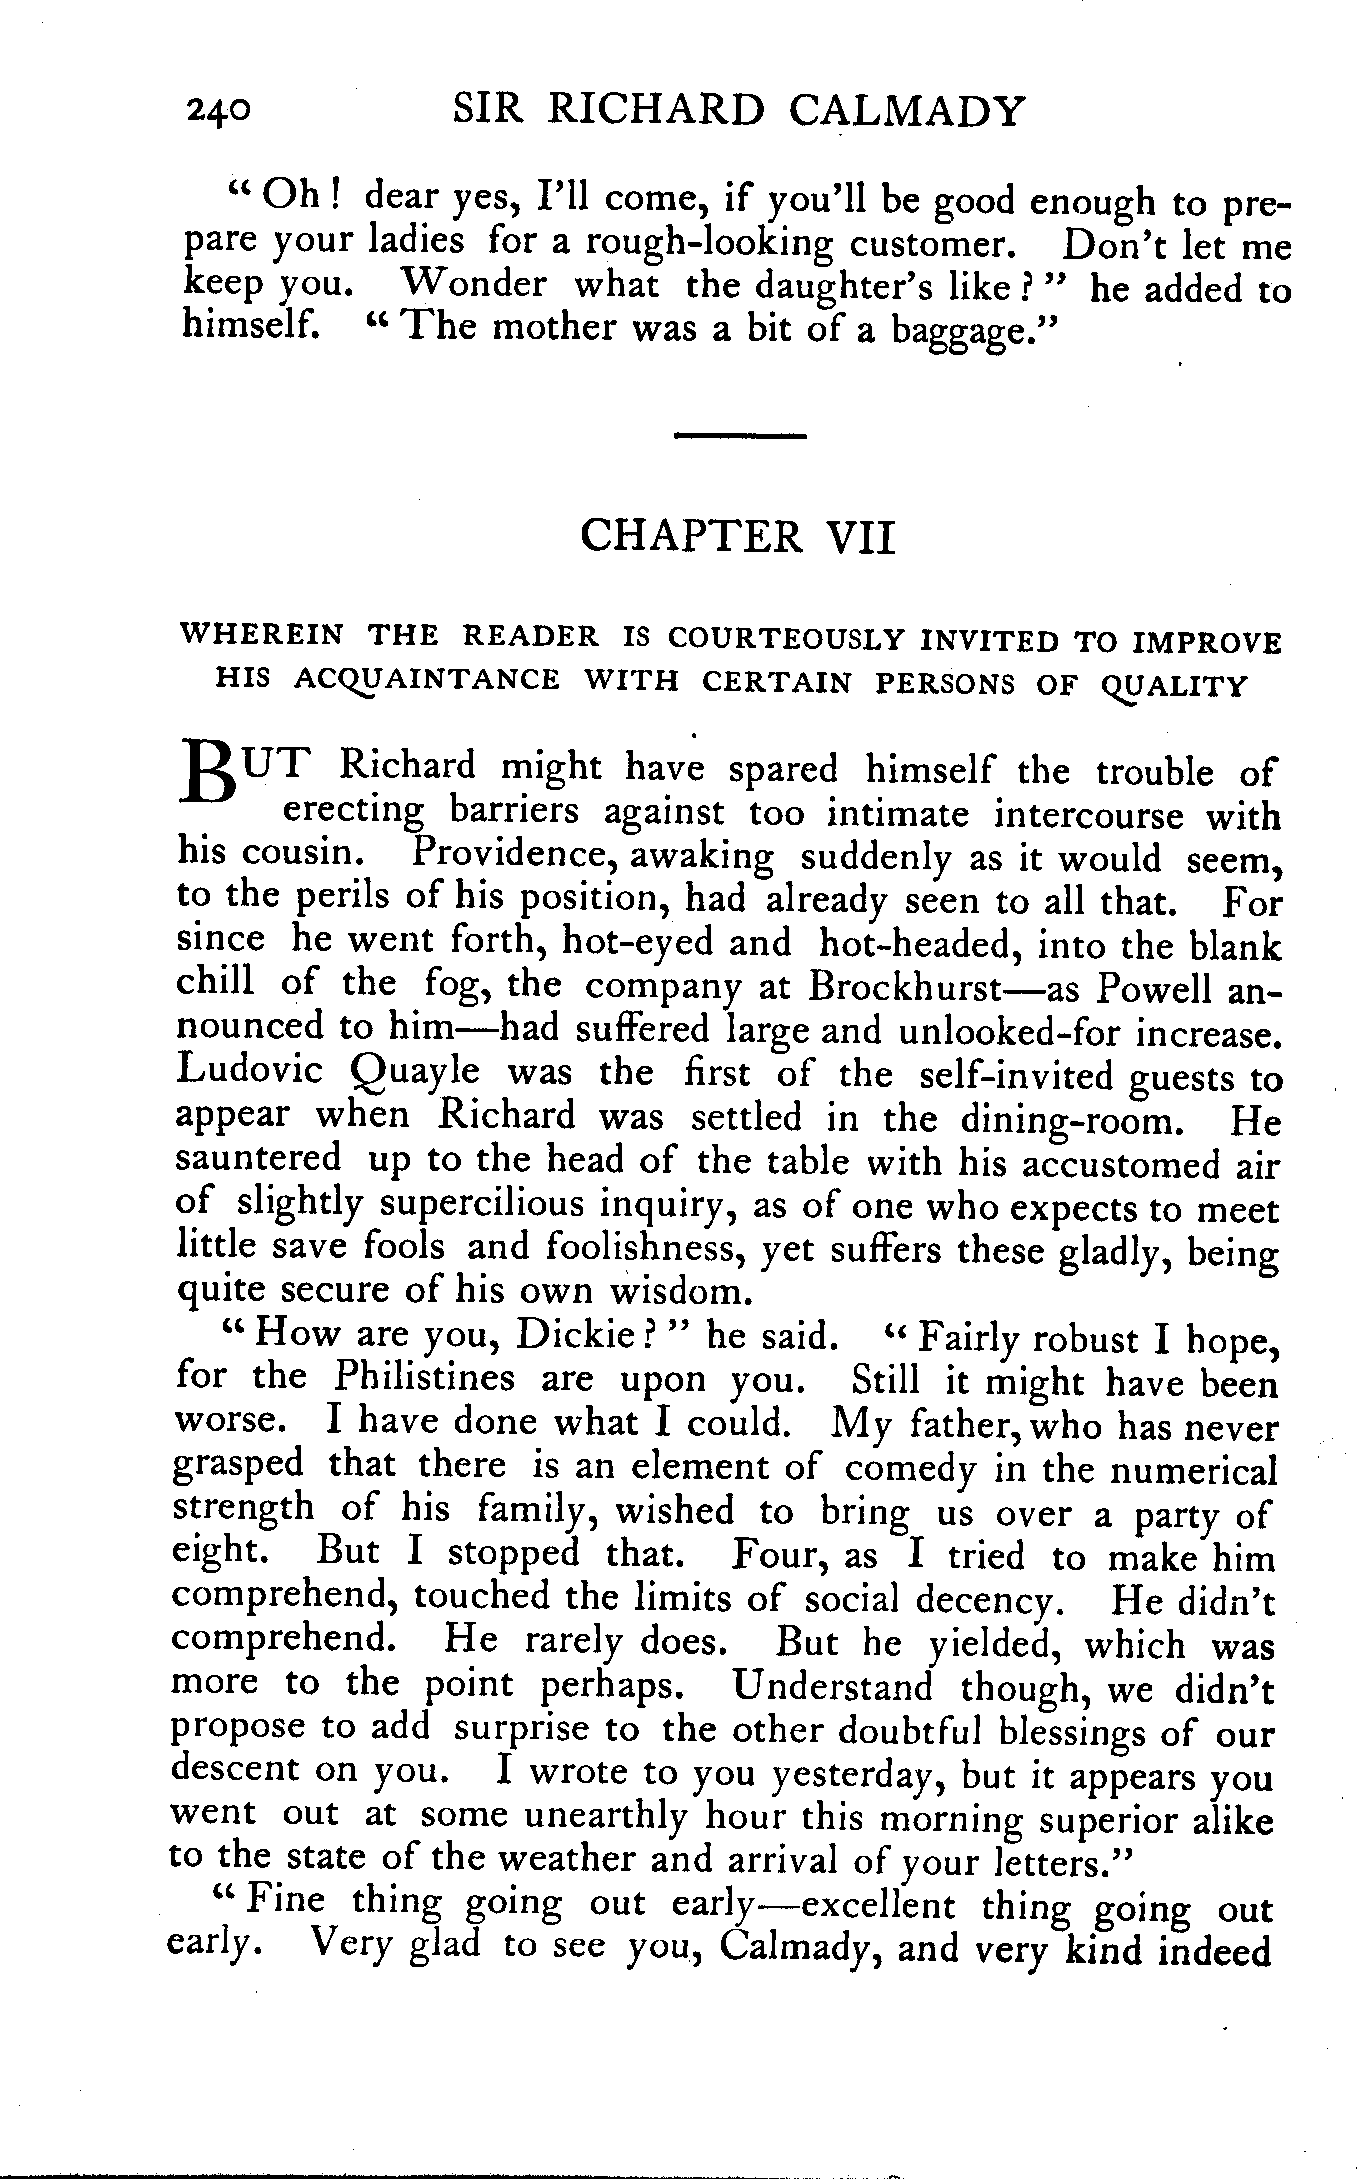 240 SIR RICHARD CALMADY
“ Oh ! dear yes, I’ll come, if you’ll be good enough to pre-
pare your ladies for a rough-looking customer. Don’t let me
keep you. Wonder what the daughter’s like ? ” he added to
himself. “ The mother was a bit of a baggage.”
CHAPTER VII
WHEREIN THE READER IS COURTEOUSLY INVITED TO IMPROVE
HIS ACQUAINTANCE WITH CERTAIN PERSONS OF QUALITY
BUT Richard might have spared himself the trouble of
erecting barriers against too intimate intercourse with
his cousin. Providence, awaking suddenly as it would seem,
to the perils of his position, had already seen to all that. For
since he went forth, hot-eyed and hot-headed, into the blank
chill of the fog, the company at Brockhurst—as Powell an-
nounced to him—had suffered large and unlooked-for increase.
Ludovic Quayle was the first of the self-invited guests to
appear when Richard was settled in the dining-room. He
sauntered up to the head of the table with his accustomed air
of slightly supercilious inquiry, as of one who expects to meet
little save fools and foolishness, yet suffers these gladly, being
quite secure of his own wisdom.
“ How are you, Dickie ? ” he said. “ Fairly robust I hope,
for the Philistines are upon you. Still it might have been
worse. I have done what I could. My father, who has never
grasped that there is an element of comedy in the numerical
strength of his family, wished to bring us over a party of
eight. But I stopped that. Four, as I tried to make him
comprehend, touched the limits of social decency. He didn’t
comprehend. He rarely does. But he yielded, which was
more to the point perhaps. Understand though, we didn’t
propose to add surprise to the other doubtful blessings of our
descent on you. I wrote to you yesterday, but it appears you
went out at some unearthly hour this morning superior alike
to the state of the weather and arrival of your letters.”
“ Fine thing going out early—excellent thing going out
early. Very glad to see you, Calmady, and very kind indeed